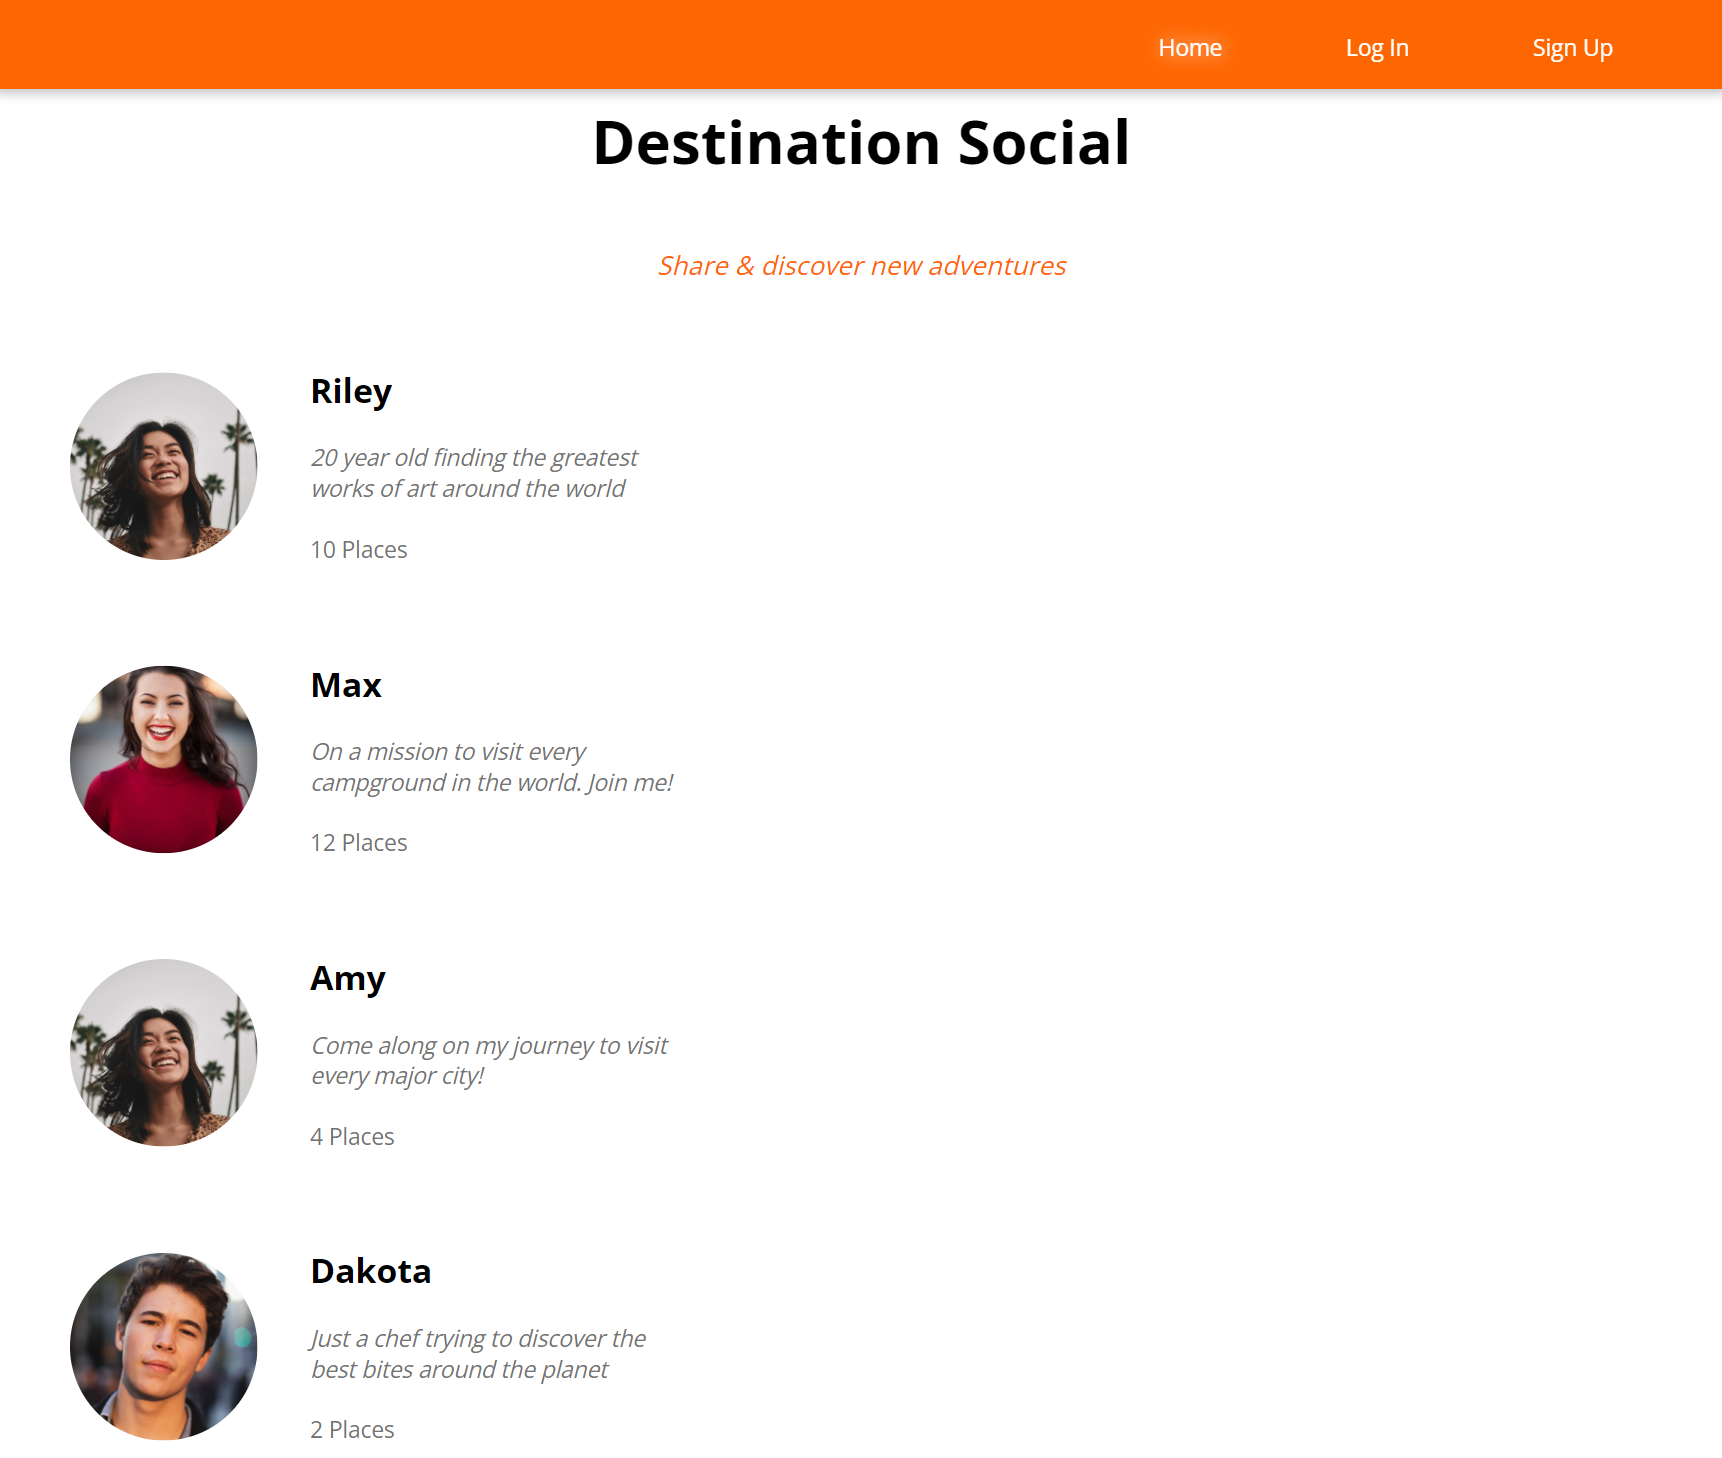 Home Log In Sign Up
Destination Social
Share & discover new adventures
Riley
20 year old finding the greatest
works of art around the world
10 Places
Max
On a mission to visit every
campground in the world. Join me!
12 Places
Amy
Come along on my journey to visit
every major city!
4 Places
Dakota
Just a chef trying to discover the
best bites around the planet
2 Places